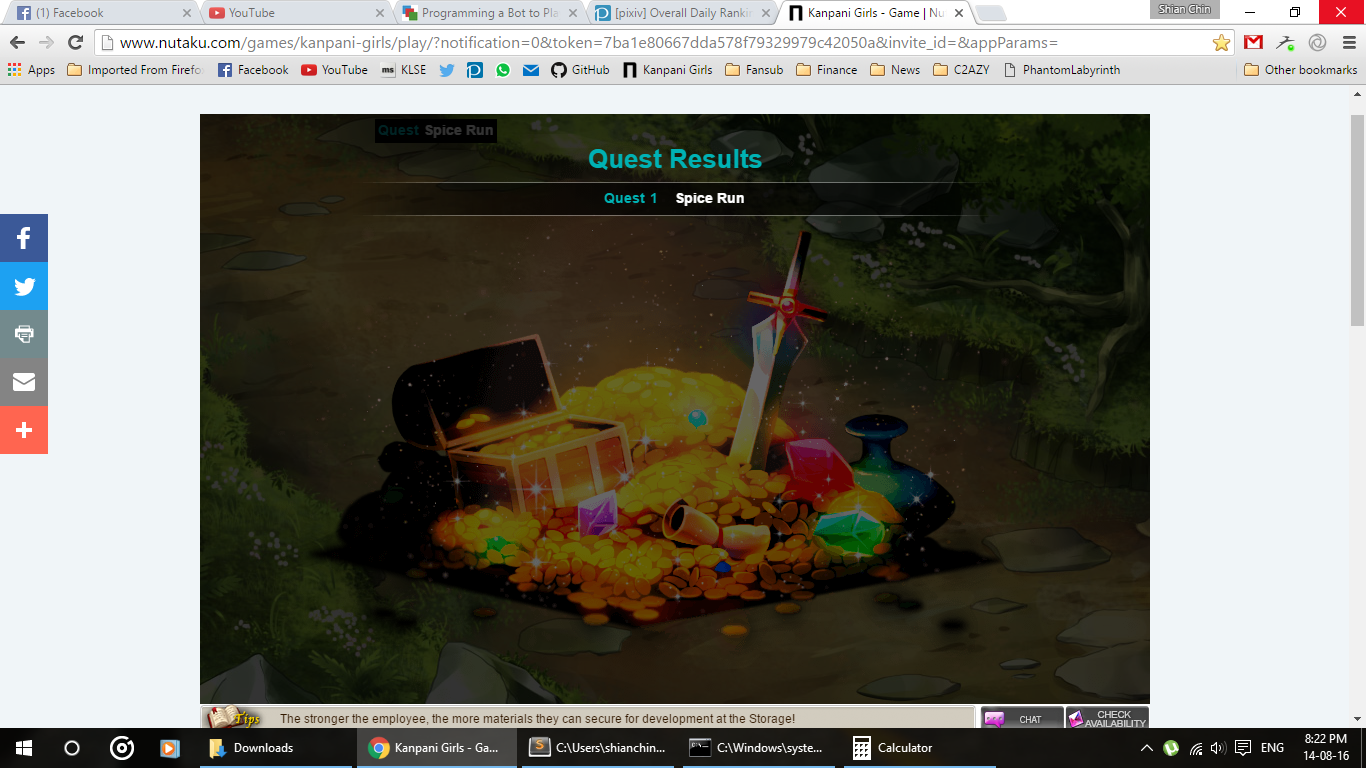 (1) Facebook
YouTube
Programming a Bot to Pla
[pixiv] Overall Daily Rankin
Kanpani Girls - Game | Nu
Shian Chin
www.nutaku.com/games/kanpani-girls/play/?notification=0&token=7ba1e80667dda578f79329979c42050a&invite_id=&appParams=
Apps
Imported From Firefo
Facebook
YouTube
ms KLSE
GitHub
Kanpani Girls
Fansub
Finance
News
C2AZY
PhantomLabyrinth
Other bookmarks
Quest Spice Run
Quest Results
Quest 1 Spice Run
Tips
The stronger the employee, the more materials they can secure for development at the Storage!
CHAT
CHECK
AVAILABILITY
Downloads
Kanpani Girls - Ga...
C:\Users\shianchin...
C:\Windows\syste...
Calculator
ENG
8:22 PM
14-08-16